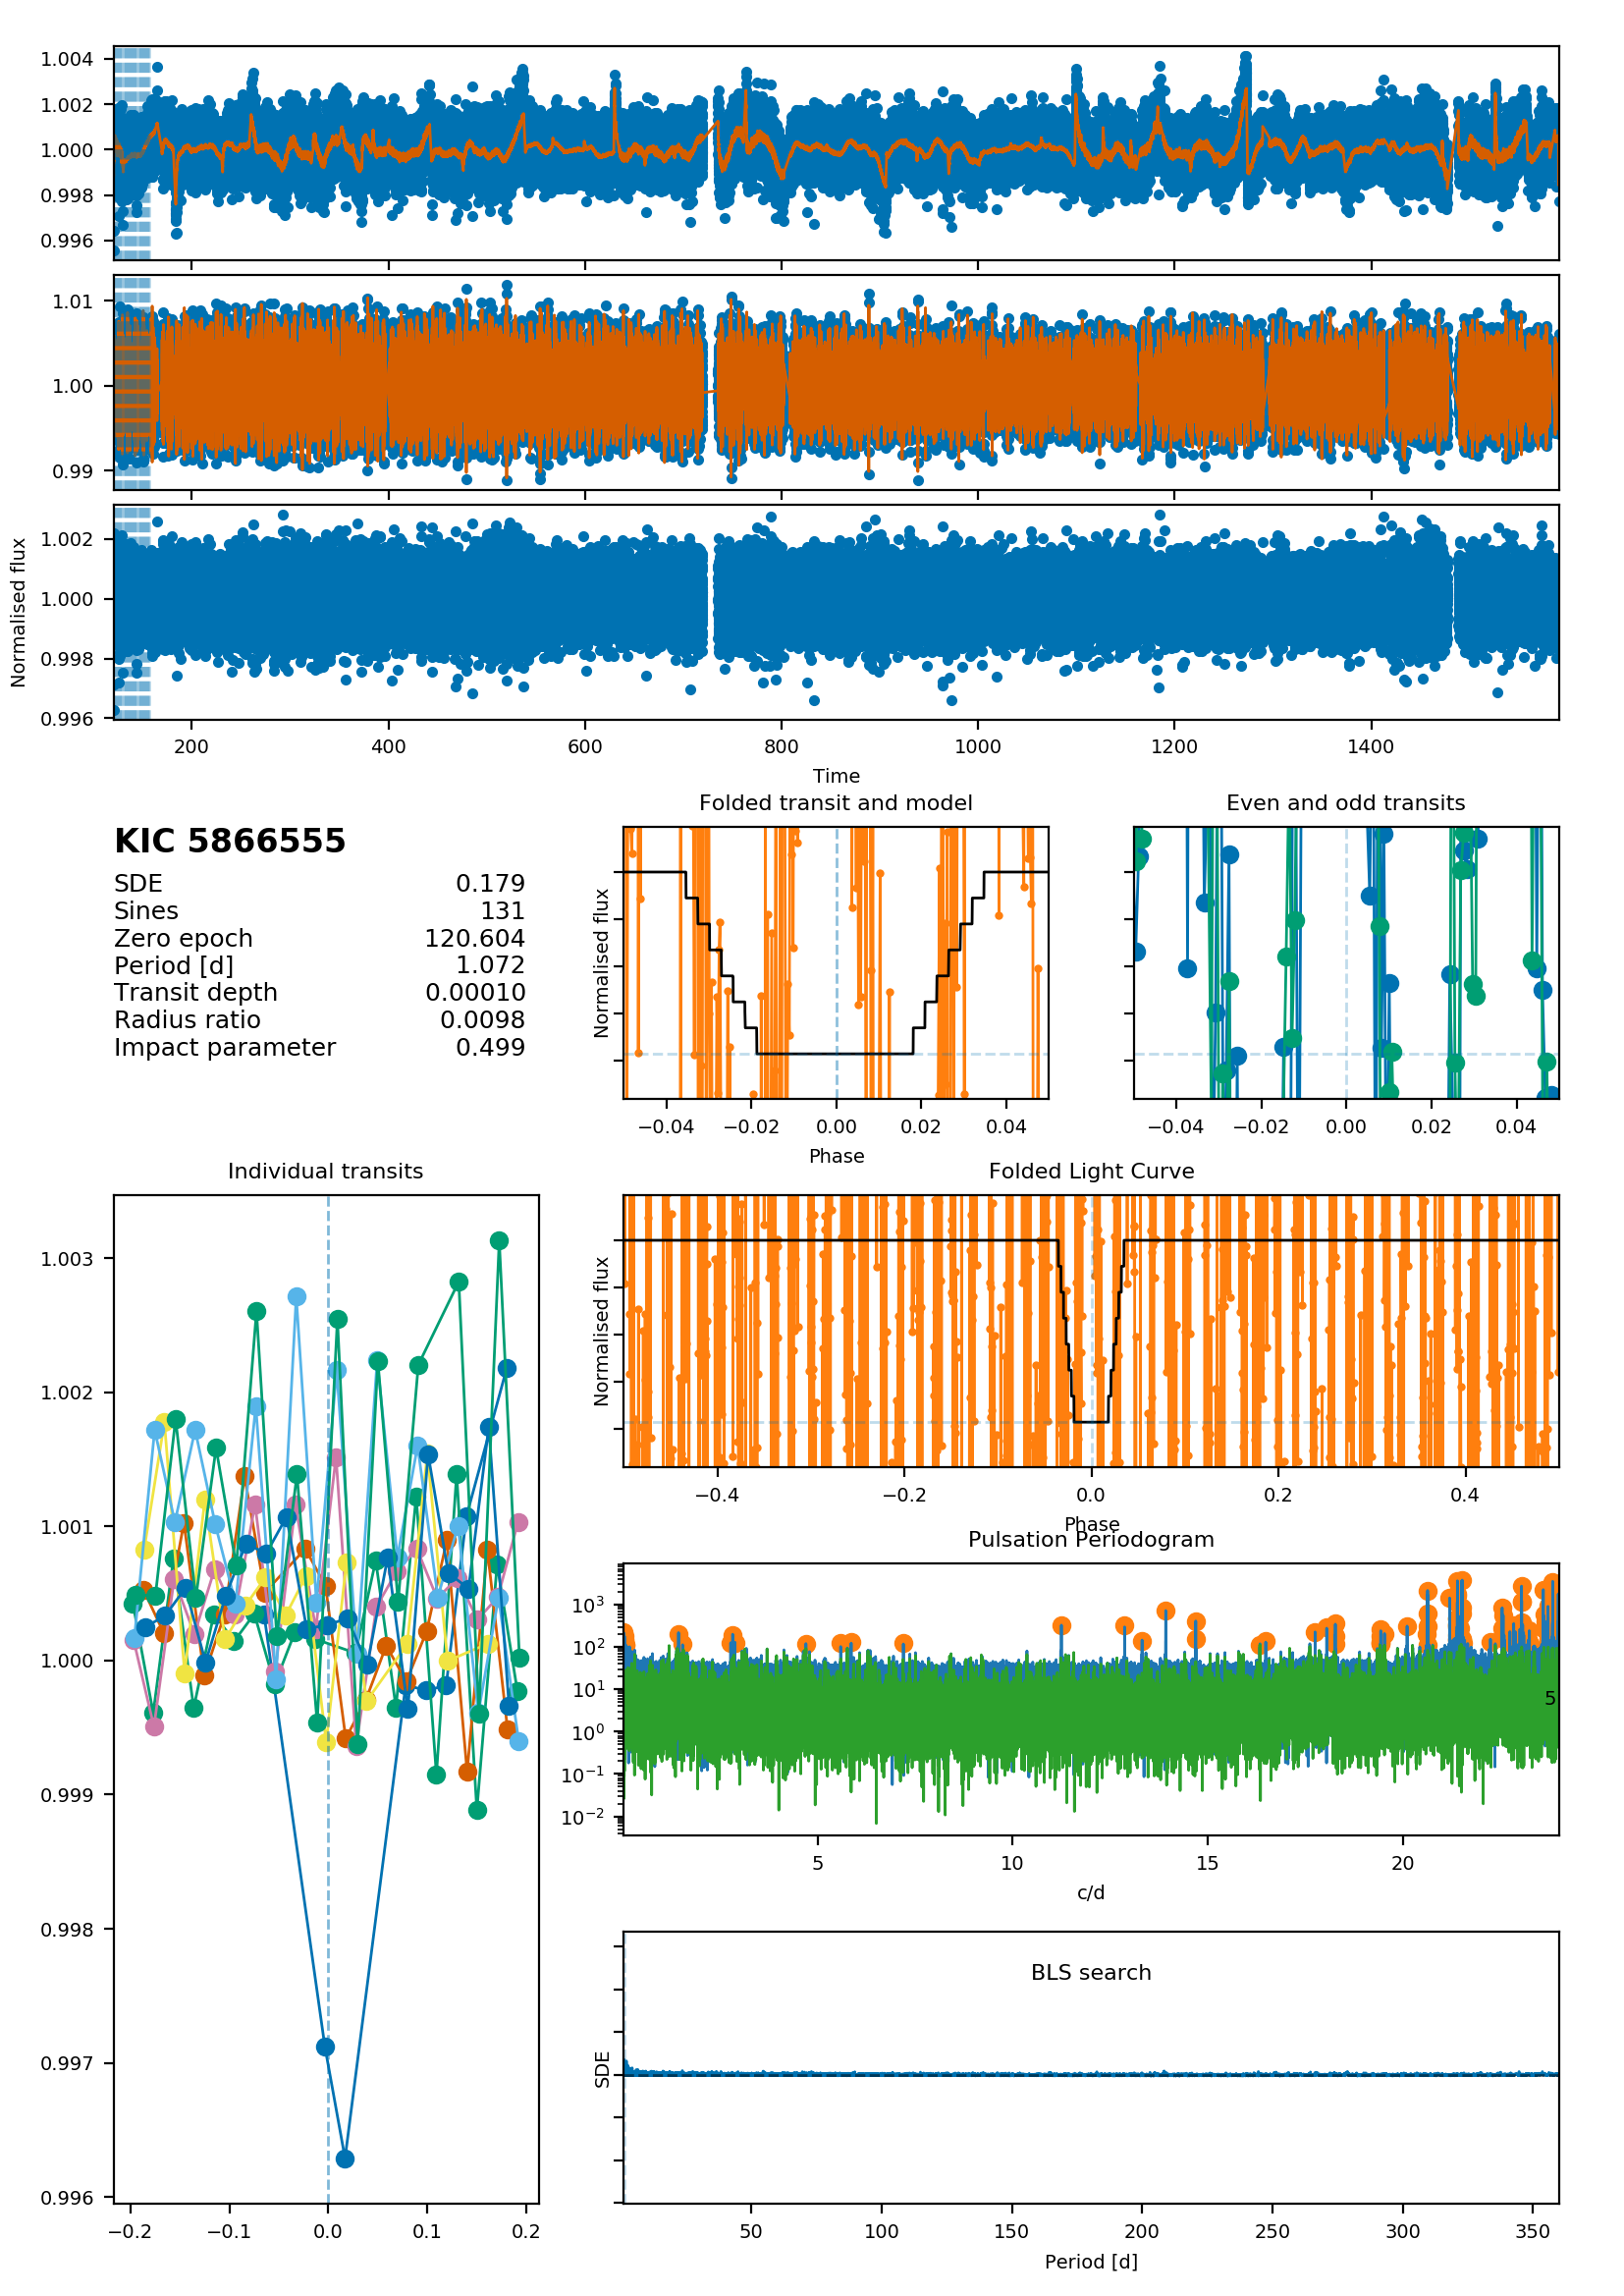 1.004
1.002
1.000
0.998
0.996
1.01
1.00
0.99
1.002
1.000
0.998
0.996
Normalised flux
200 400 600 800 1000 1200 1400
Time
KIC 5866555
SDE 0.179
Sines 131
Zero epoch 120.604
Period [d] 1.072
Transit depth 0.00010
Radius ratio 0.0098
Impact parameter 0.499
Folded transit and model
Normalised flux
−0.04 −0.02 0.00 0.02 0.04
Phase
Even and odd transits
−0.04 −0.02 0.00 0.02 0.04
Individual transits
1.003
1.002
1.001
1.000
0.999
0.998
0.997
0.996
−0.2 −0.1 0.0 0.1 0.2
Folded Light Curve
Normalised flux
−0.4 −0.2 0.0 0.2 0.4
Phase
Pulsation Periodogram
10³
10²
10¹
10⁰
10⁻¹
10⁻²
5
5 10 15 20
c/d
BLS search
SDE
50 100 150 200 250 300 350
Period [d]